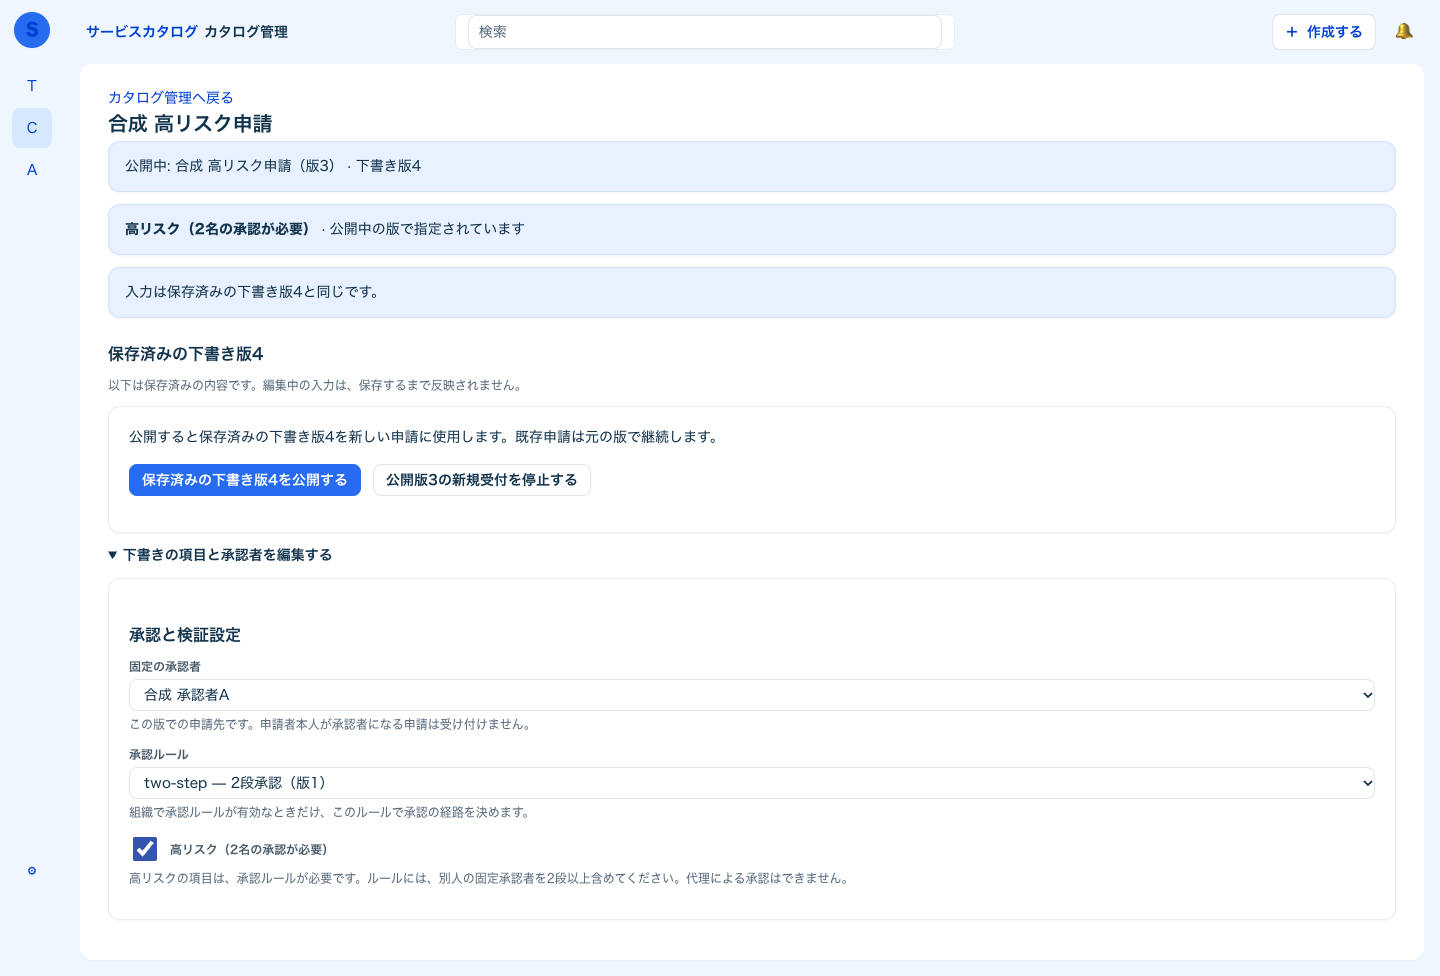 S
サービスカタログ カタログ管理
検索
+ 作成する
T
C
A
カタログ管理へ戻る
合成 高リスク申請
公開中: 合成 高リスク申請（版3） · 下書き版4
高リスク（2名の承認が必要） · 公開中の版で指定されています
入力は保存済みの下書き版4と同じです。
保存済みの下書き版4
以下は保存済みの内容です。編集中の入力は、保存するまで反映されません。
公開すると保存済みの下書き版4を新しい申請に使用します。既存申請は元の版で継続します。
保存済みの下書き版4を公開する
公開版3の新規受付を停止する
▼ 下書きの項目と承認者を編集する
承認と検証設定
固定の承認者
合成 承認者A
この版での申請先です。申請者本人が承認者になる申請は受け付けません。
承認ルール
two-step — 2段承認（版1）
組織で承認ルールが有効なときだけ、このルールで承認の経路を決めます。
高リスク（2名の承認が必要）
高リスクの項目は、承認ルールが必要です。ルールには、別人の固定承認者を2段以上含めてください。代理による承認はできません。